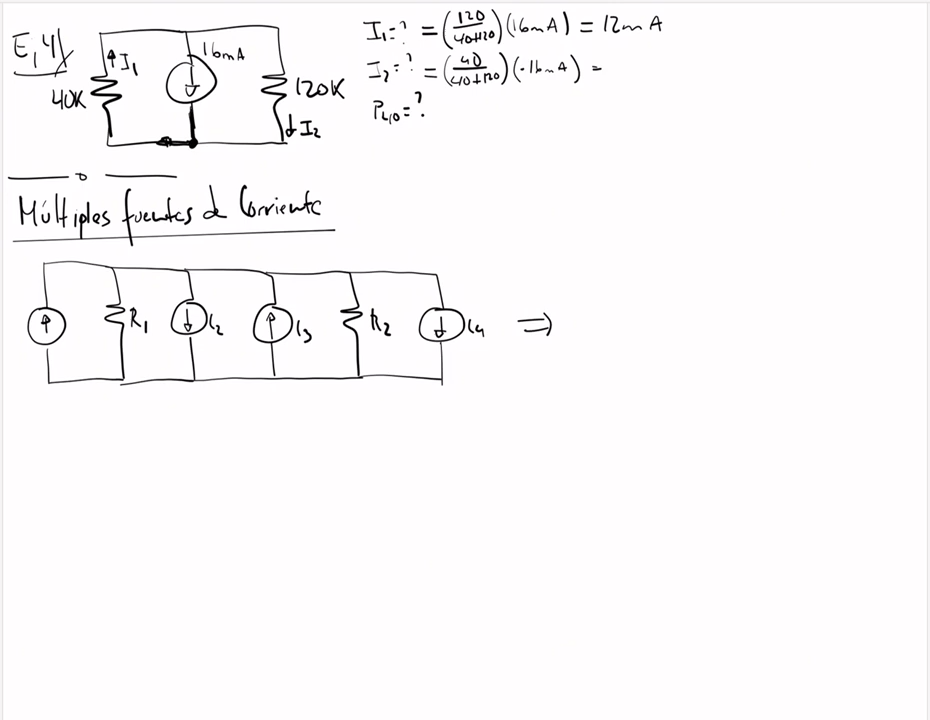 E,4)
I₁
16mA
40K
120K
I₂
I₁=? = (120/40+120)(16mA) = 12mA
I₂=? = (40/40+120)(-16mA) =
P₄₀=?
Múltiples fuentes de Corriente
R₁ i₂ i₃ R₂ i₄ ⇒